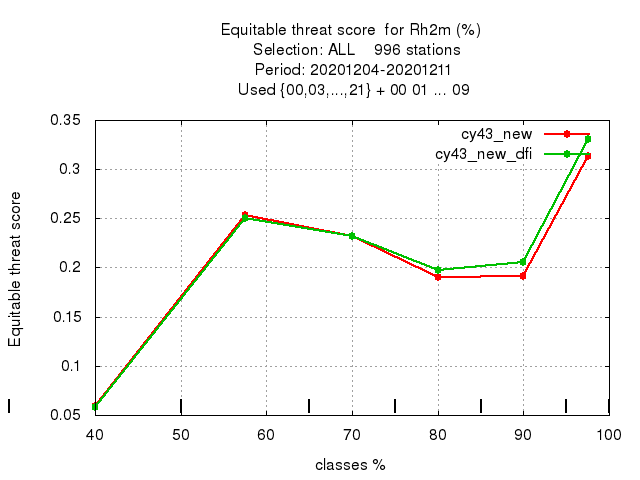 Equitable threat score  for Rh2m (%)
Selection: ALL    996 stations
Period: 20201204-20201211
Used {00,03,...,21} + 00 01 ... 09
cy43_new
cy43_new_dfi
Equitable threat score
0.35
0.3
0.25
0.2
0.15
0.1
0.05
40 50 60 70 80 90 100
classes %